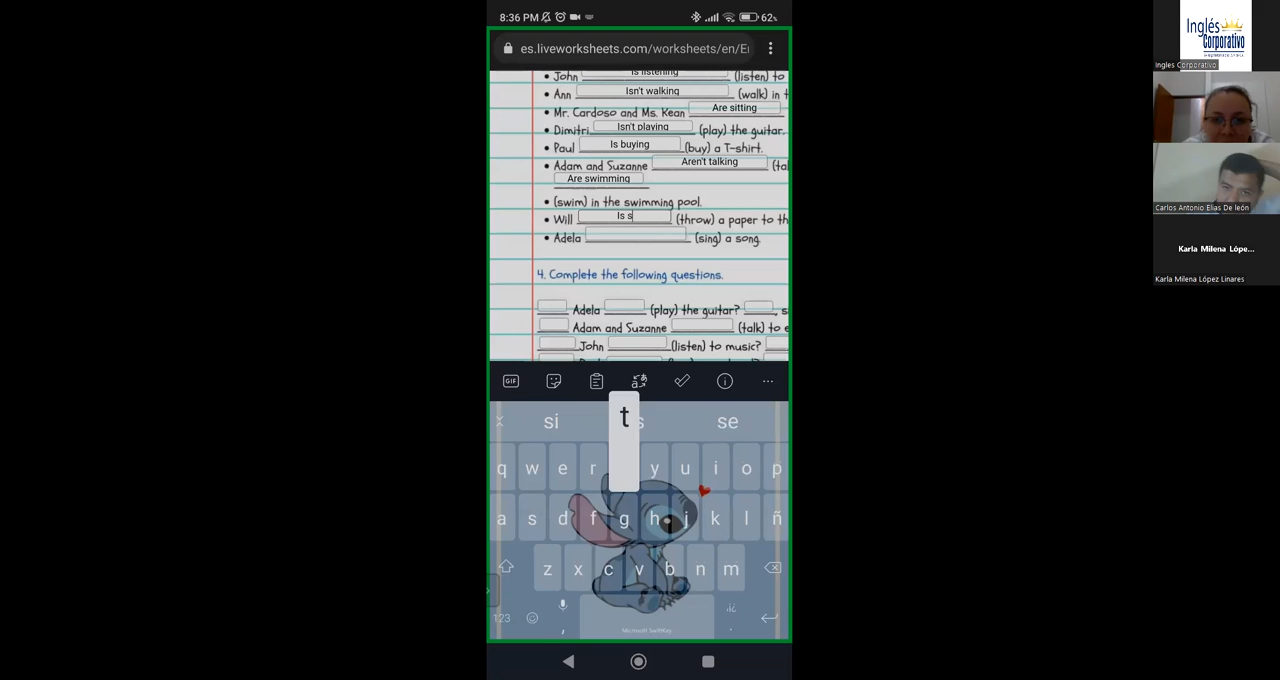 8:36 PM
62%
es.liveworksheets.com/worksheets/en/E
John Is listening (listen) to
Ann Isn't walking (walk) in t
Mr. Cardoso and Ms. Kean Are sitting
Dimitri Isn't playing (play) the guitar.
Paul Is buying (buy) a T-shirt.
Adam and Suzanne Aren't talking (tal
Are swimming
(swim) in the swimming pool.
Will Is s (throw) a paper to th
Adela (sing) a song.
4. Complete the following questions.
Adela (play) the guitar? , s
Adam and Suzanne (talk) to e
John (listen) to music?
GIF
si se
t
q w e r y u i o p
a s d f g h j k l ñ
z x c v b n m
123 , ¡¿ .
Microsoft SwiftKey
Inglés
Corporativo
Ingles Corporativo
Carlos Antonio Elias De león
Karla Milena Lópe...
Karla Milena López Linares